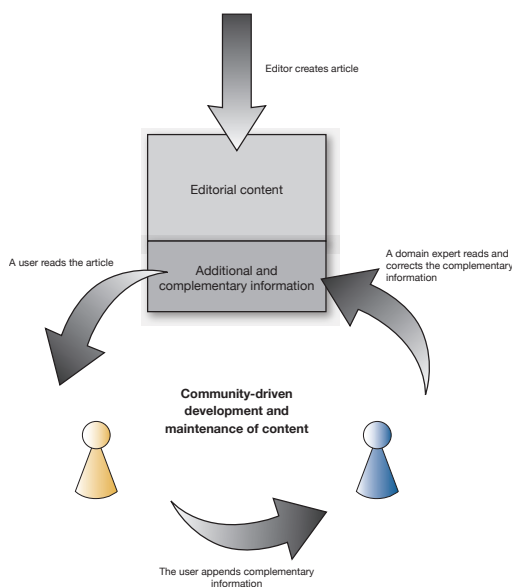 Editor creates article
Editorial content
A user reads the article
Additional and
complementary information
A domain expert reads and
corrects the complementary
information
Community-driven
development and
maintenance of content
The user appends complementary
information